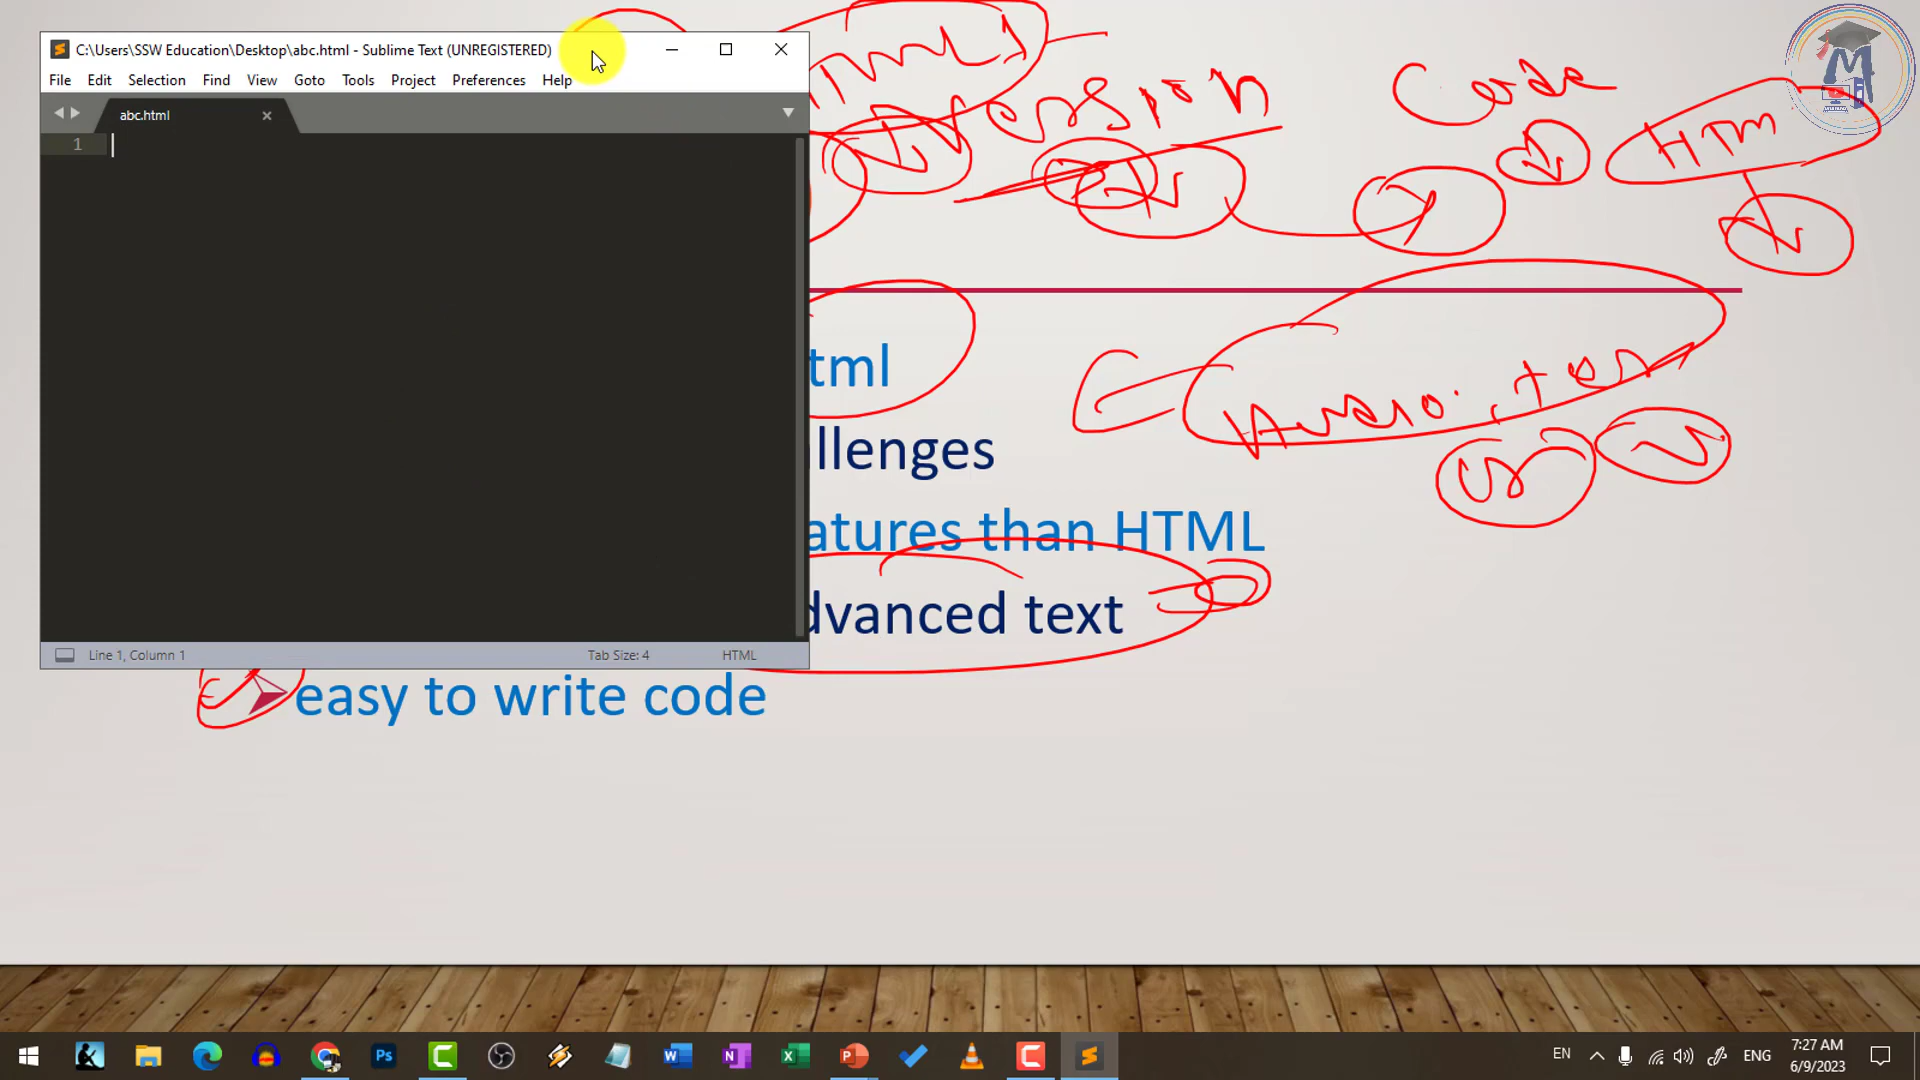 C:\Users\SSW Education\Desktop\abc.html - Sublime Text (UNREGISTERED)
File Edit Selection Find View Goto Tools Project Preferences Help
abc.html
1
Code
HTM
tml
llenges
atures than HTML
dvanced text
easy to write code
Line 1, Column 1 Tab Size: 4 HTML
EN ENG 7:27 AM
6/9/2023